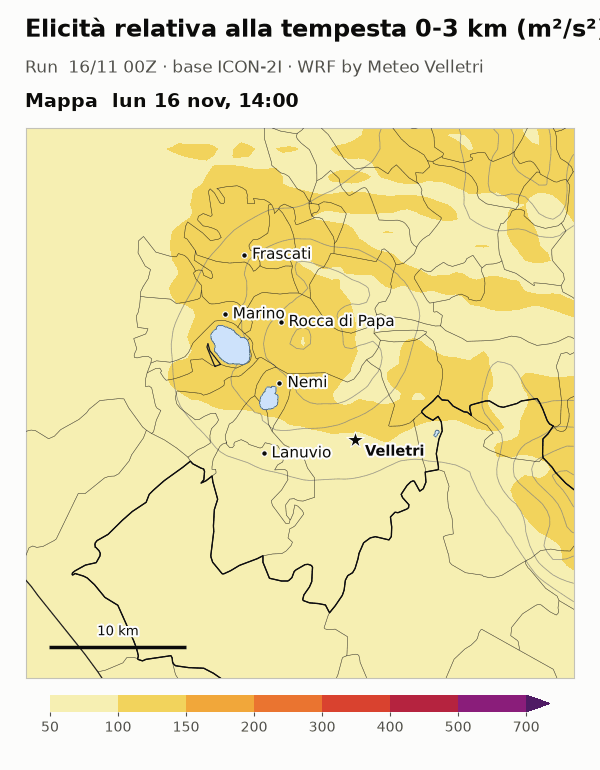 Elicità relativa alla tempesta 0-3 km (m²/s²)
Run 16/11 00Z · base ICON-2I · WRF by Meteo Velletri
Mappa lun 16 nov, 14:00
Frascati
Marino
Rocca di Papa
Nemi
Velletri
Lanuvio
10 km
50 100 150 200 300 400 500 700